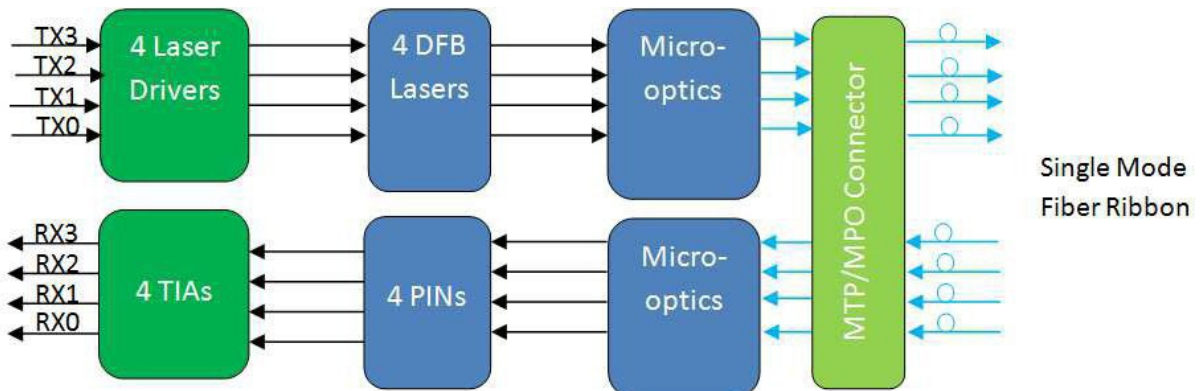 TX3
TX2
TX1
TX0
4 Laser
Drivers
4 DFB
Lasers
Micro-
optics
MTP/MPO Connector
Single Mode
Fiber Ribbon
RX3
RX2
RX1
RX0
4 TIAs
4 PINs
Micro-
optics